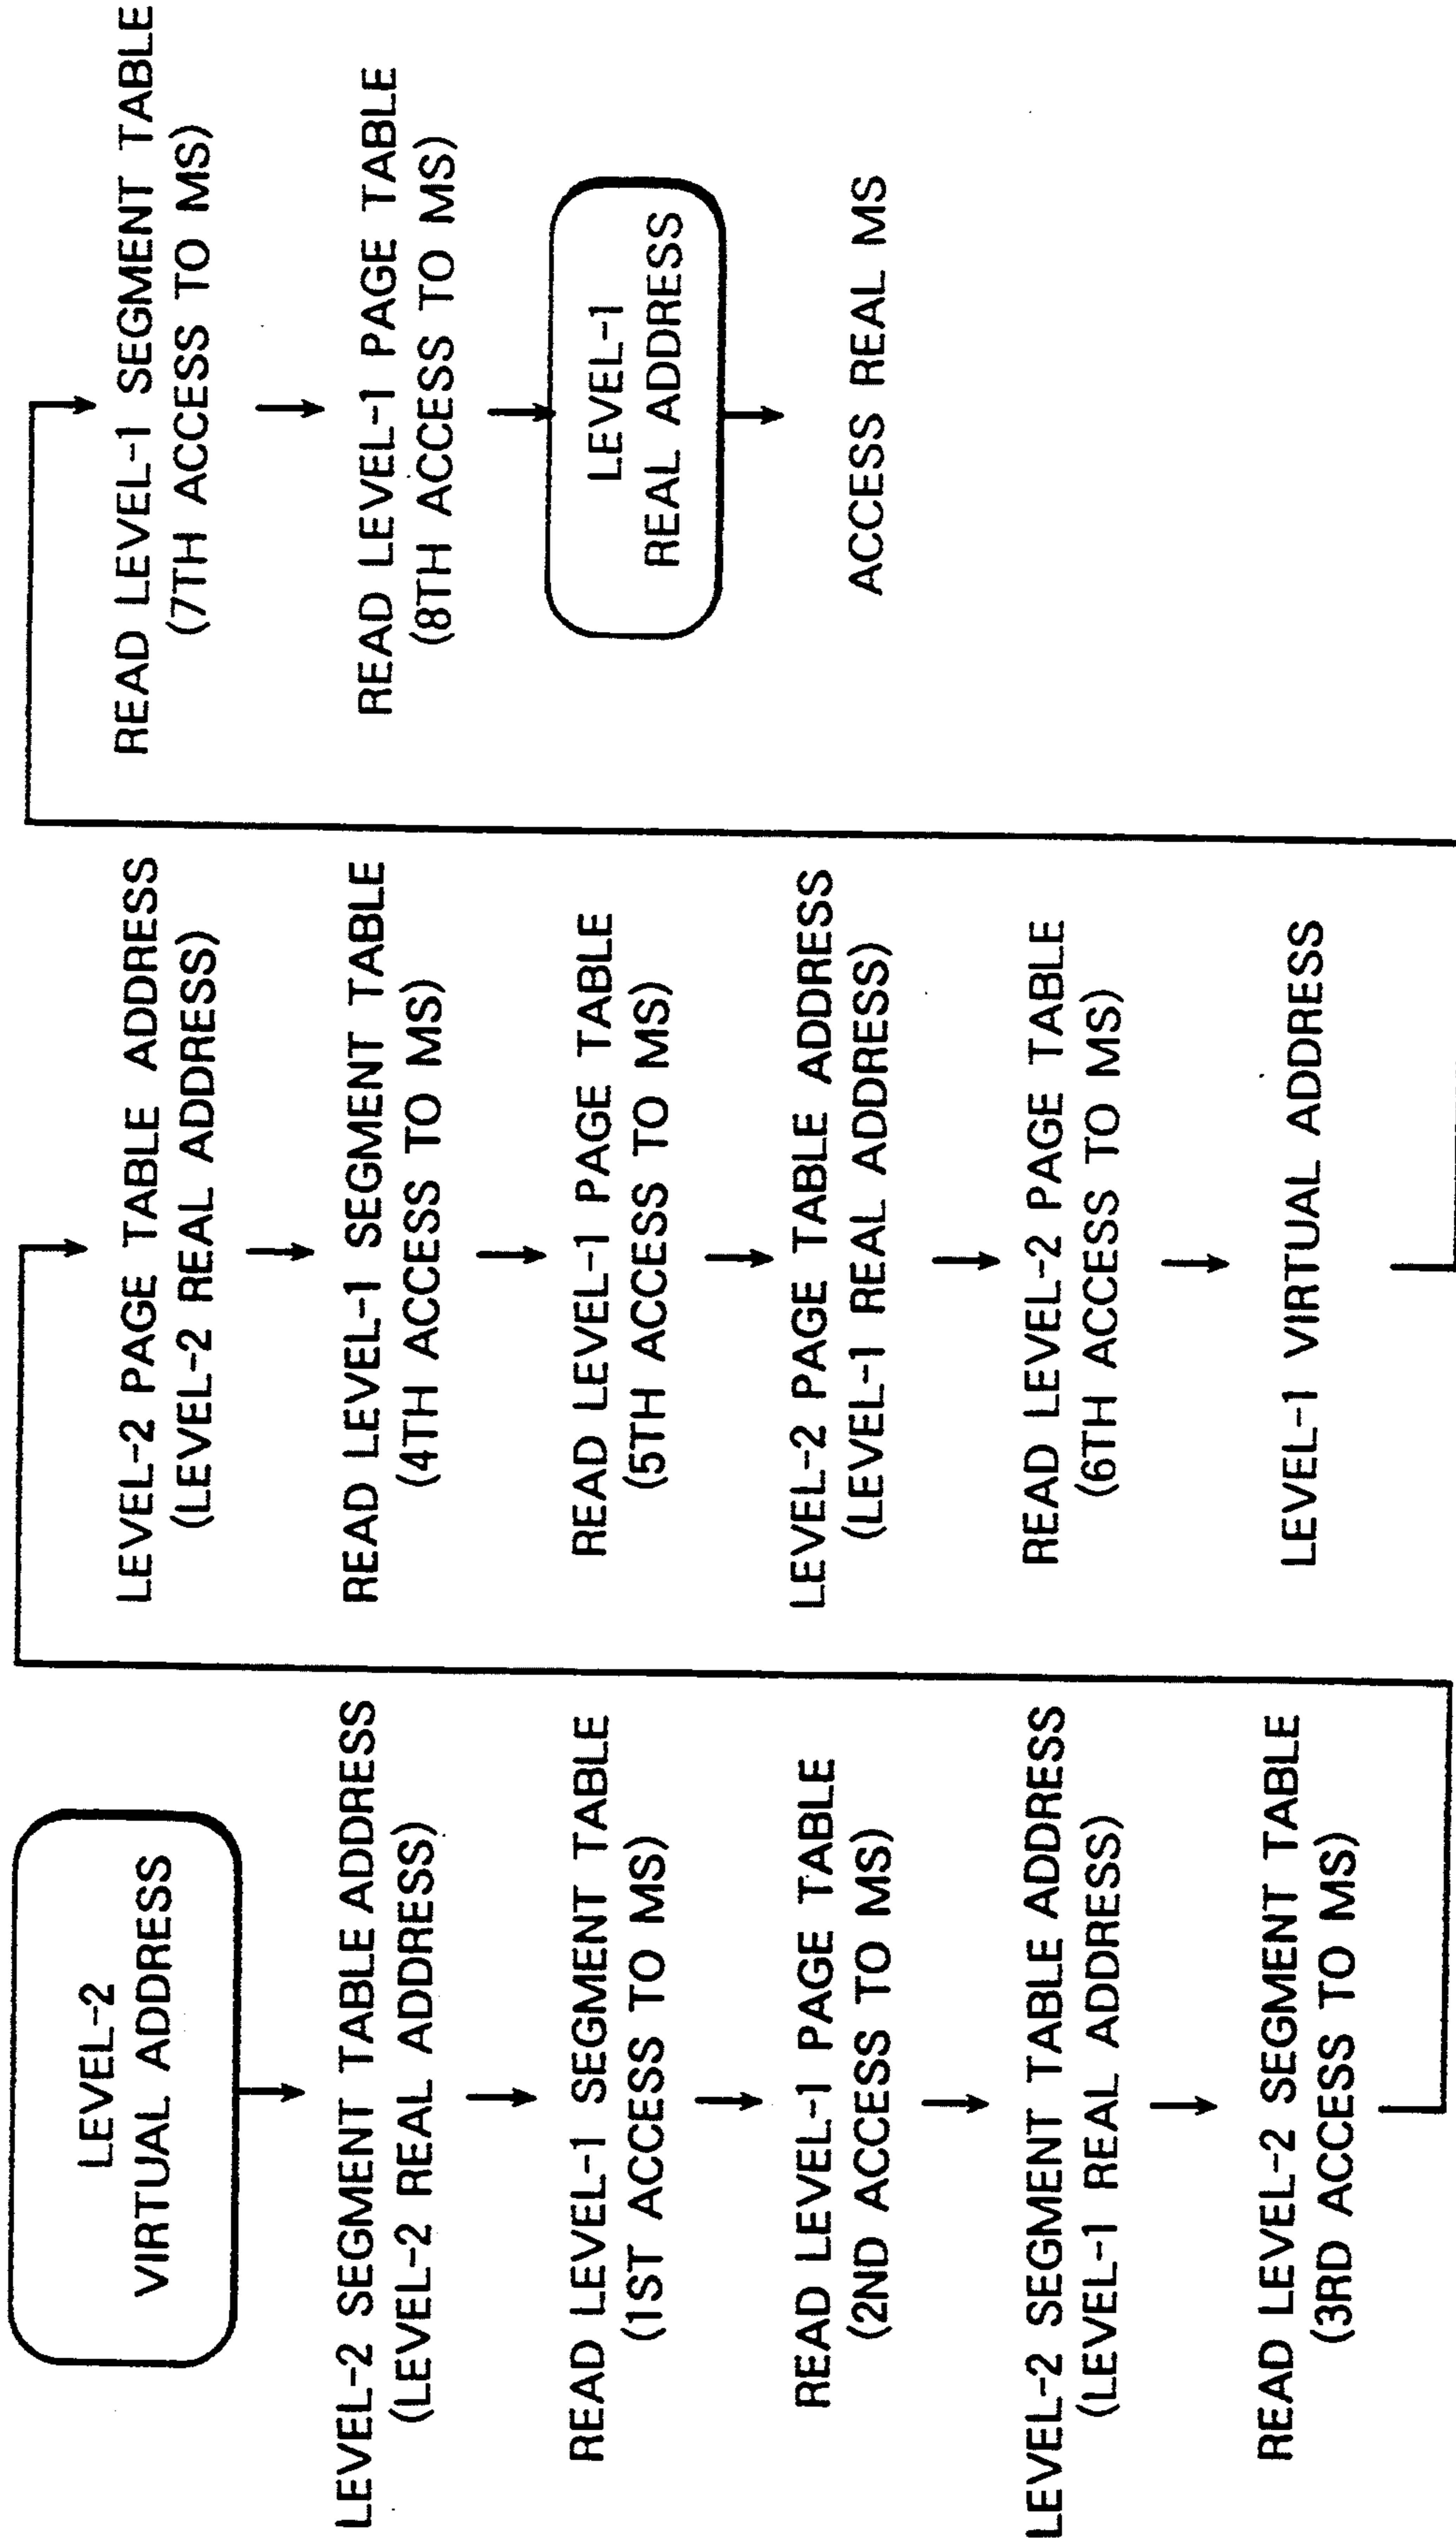 LEVEL-2
VIRTUAL ADDRESS
LEVEL-2 SEGMENT TABLE ADDRESS
(LEVEL-2 REAL ADDRESS)
READ LEVEL-1 SEGMENT TABLE
(1ST ACCESS TO MS)
READ LEVEL-1 PAGE TABLE
(2ND ACCESS TO MS)
LEVEL-2 SEGMENT TABLE ADDRESS
(LEVEL-1 REAL ADDRESS)
READ LEVEL-2 SEGMENT TABLE
(3RD ACCESS TO MS)
LEVEL-2 PAGE TABLE ADDRESS
(LEVEL-2 REAL ADDRESS)
READ LEVEL-1 SEGMENT TABLE
(4TH ACCESS TO MS)
READ LEVEL-1 PAGE TABLE
(5TH ACCESS TO MS)
LEVEL-2 PAGE TABLE ADDRESS
(LEVEL-1 REAL ADDRESS)
READ LEVEL-2 PAGE TABLE
(6TH ACCESS TO MS)
LEVEL-1 VIRTUAL ADDRESS
READ LEVEL-1 SEGMENT TABLE
(7TH ACCESS TO MS)
READ LEVEL-1 PAGE TABLE
(8TH ACCESS TO MS)
LEVEL-1
REAL ADDRESS
ACCESS REAL MS